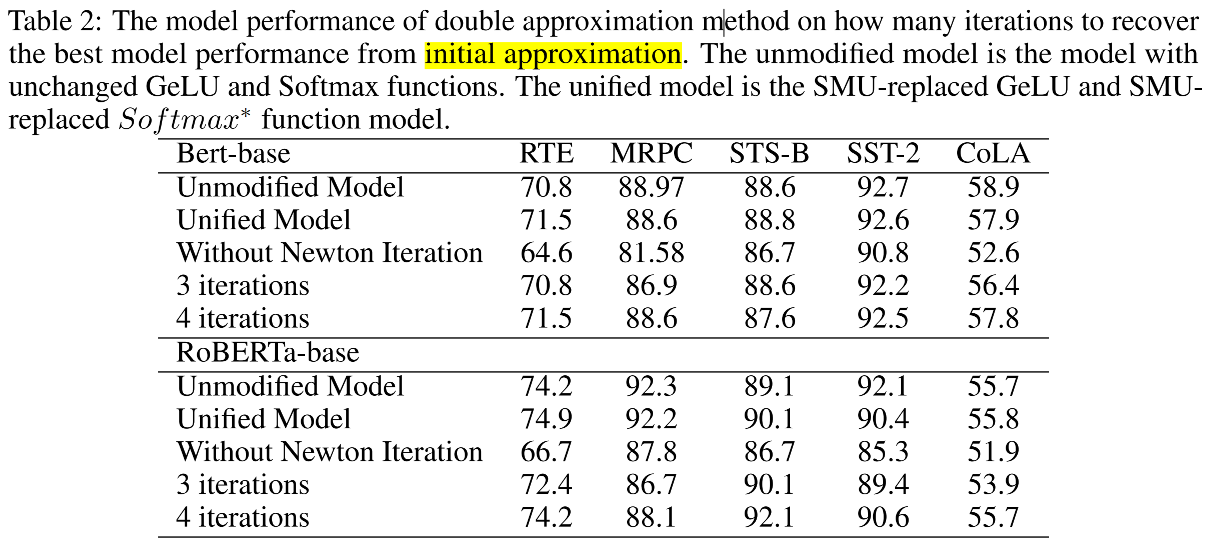 Table 2: The model performance of double approximation method on how many iterations to recover
the best model performance from initial approximation. The unmodified model is the model with
unchanged GeLU and Softmax functions. The unified model is the SMU-replaced GeLU and SMU-
replaced Softmax* function model.
Bert-base RTE MRPC STS-B SST-2 CoLA
Unmodified Model 70.8 88.97 88.6 92.7 58.9
Unified Model 71.5 88.6 88.8 92.6 57.9
Without Newton Iteration 64.6 81.58 86.7 90.8 52.6
3 iterations 70.8 86.9 88.6 92.2 56.4
4 iterations 71.5 88.6 87.6 92.5 57.8
RoBERTa-base
Unmodified Model 74.2 92.3 89.1 92.1 55.7
Unified Model 74.9 92.2 90.1 90.4 55.8
Without Newton Iteration 66.7 87.8 86.7 85.3 51.9
3 iterations 72.4 86.7 90.1 89.4 53.9
4 iterations 74.2 88.1 92.1 90.6 55.7